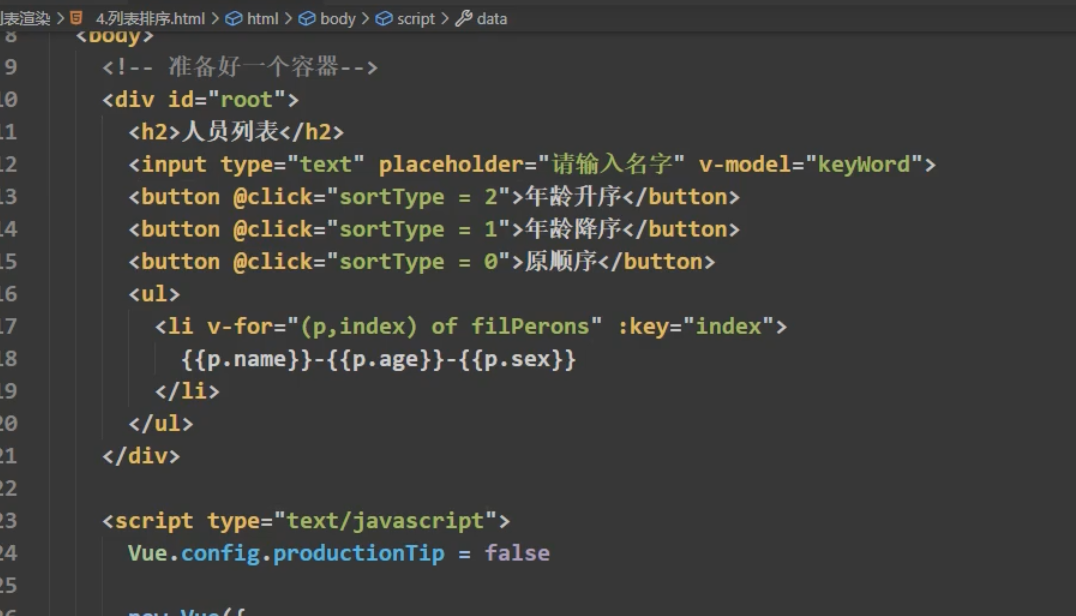 列表渲染 > 4.列表排序.html > html > body > script > data
8 <body>
9 <!-- 准备好一个容器-->
10 <div id="root">
11 <h2>人员列表</h2>
12 <input type="text" placeholder="请输入名字" v-model="keyWord">
13 <button @click="sortType = 2">年龄升序</button>
14 <button @click="sortType = 1">年龄降序</button>
15 <button @click="sortType = 0">原顺序</button>
16 <ul>
17 <li v-for="(p,index) of filPerons" :key="index">
18 {{p.name}}-{{p.age}}-{{p.sex}}
19 </li>
20 </ul>
21 </div>
22
23 <script type="text/javascript">
24 Vue.config.productionTip = false
25
26 new Vue({